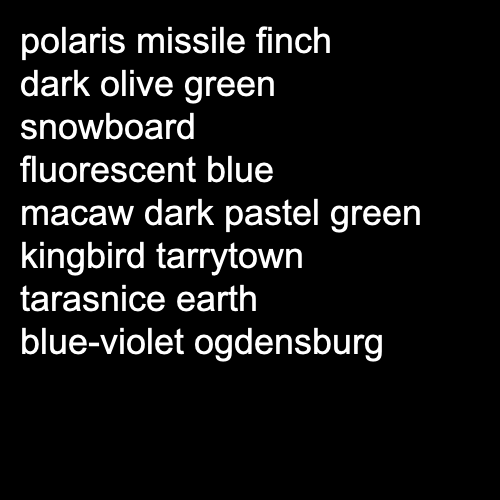 polaris missile finch
dark olive green
snowboard
fluorescent blue
macaw dark pastel green
kingbird tarrytown
tarasnice earth
blue-violet ogdensburg